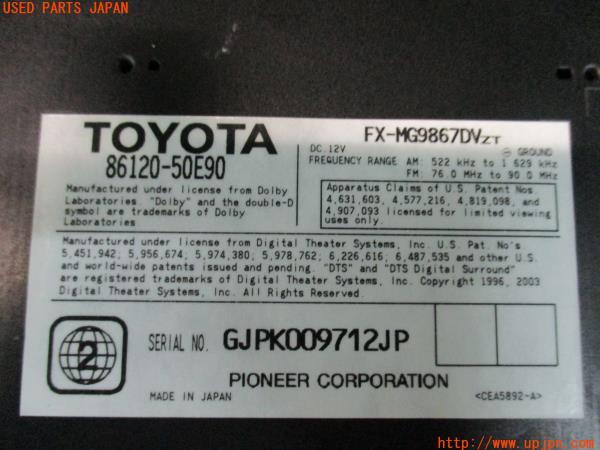 USED PARTS JAPAN
TOYOTA
86120-50E90
FX-MG9867DVZT
DC.12V
GROUND
FREQUENCY RANGE AM: 522 kHz to 1 629 kHz
FM: 76.0 MHz to 90.0 MHz
Manufactured under license from Dolby
Laboratories. "Dolby" and the double-D
symbol are trademarks of Dolby
Laboratories
Apparatus Claims of U.S. Patent Nos.
4,631,603, 4,577,216, 4,819,098, and
4,907,093 licensed for limited viewing
uses only.
Manufactured under license from Digital Theater Systems, Inc. U.S. Pat. No's.
5,451,942; 5,956,674; 5,974,380; 5,978,762; 6,226,616; 6,487,535 and other U.S.
and world-wide patents issued and pending. "DTS" and "DTS Digital Surround"
are registered trademarks of Digital Theater Systems, Inc. Copyright 1996, 2003
Digital Theater Systems, Inc. All Rights Reserved.
2
SERIAL NO. GJPK009712JP
PIONEER CORPORATION
MADE IN JAPAN
<CEA5892-A>
http://www.upjpn.com/